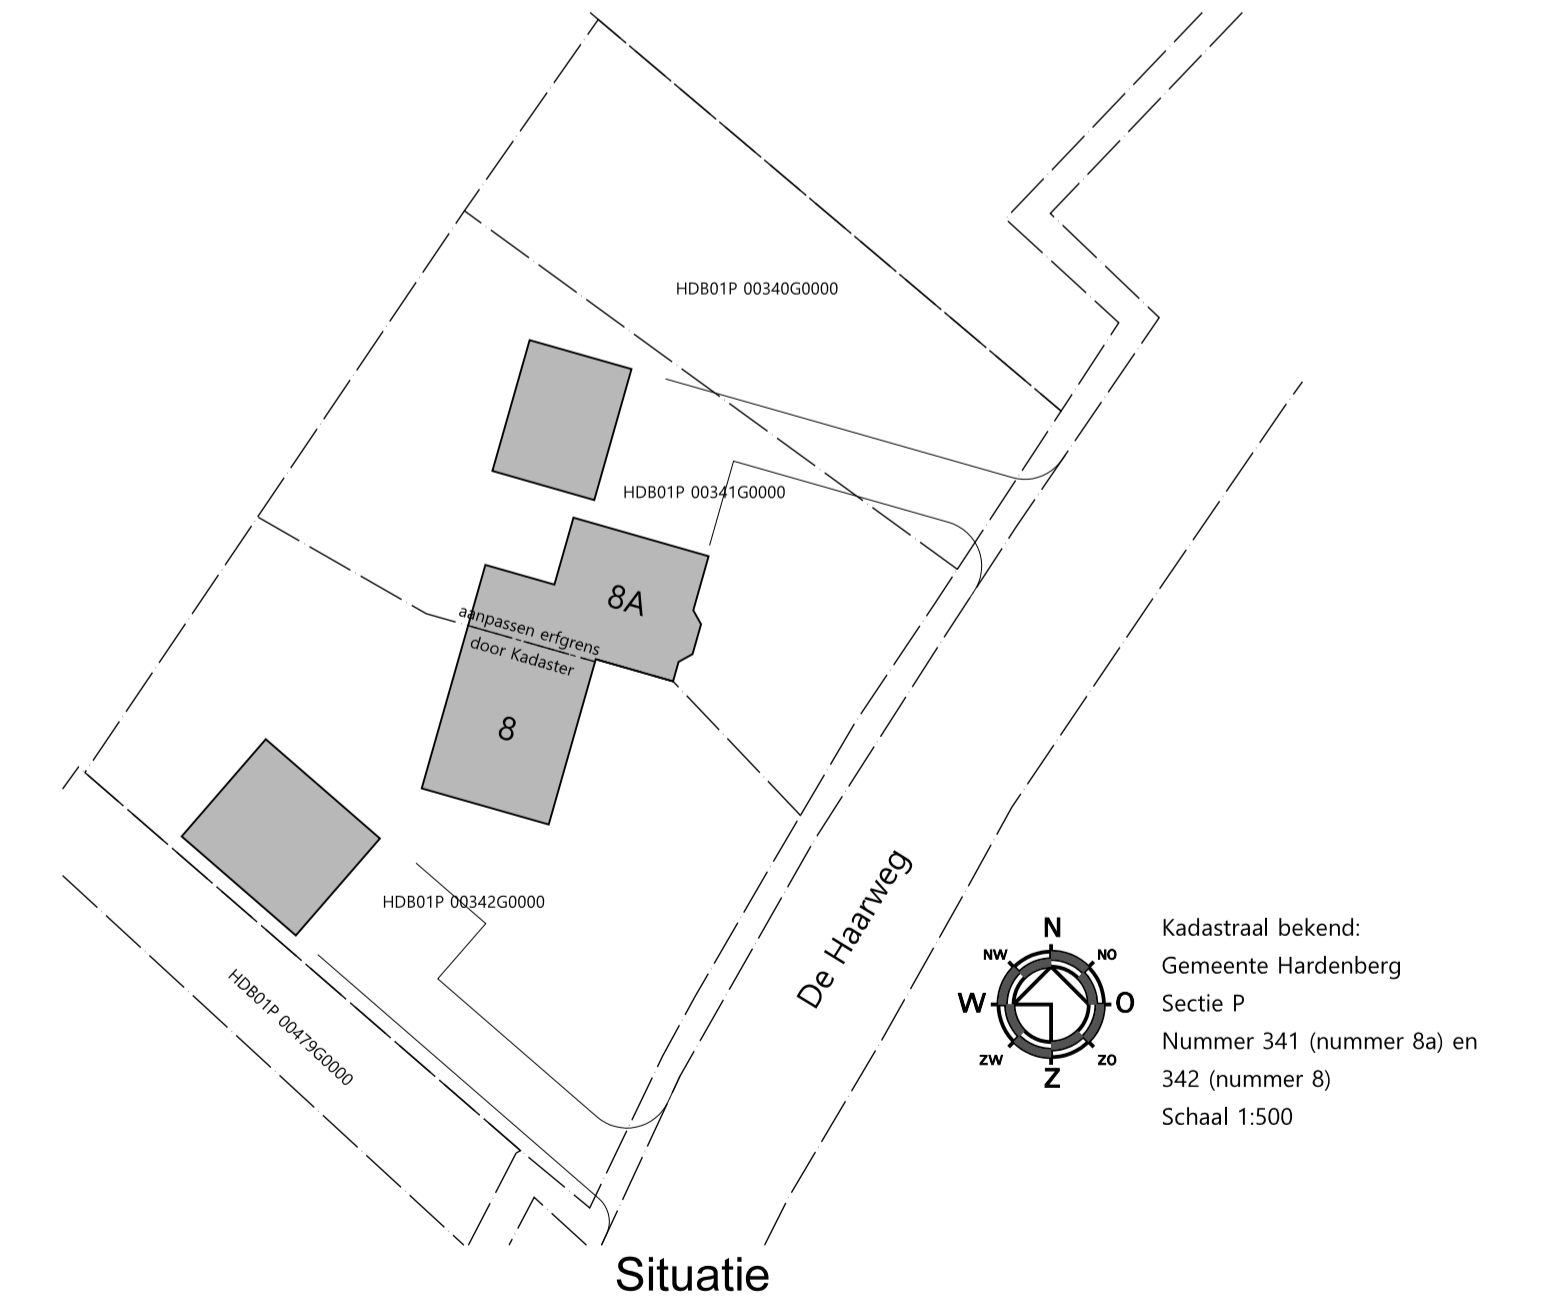 HDB01P 00340G0000
HDB01P 00341G0000
8A
aanpassen erfgrens
door Kadaster
8
HDB01P 00342G0000
HDB01P 00479G0000
De Haarweg
N
NW
NO
W
O
ZW
ZO
Z
Kadastraal bekend:
Gemeente Hardenberg
Sectie P
Nummer 341 (nummer 8a) en
342 (nummer 8)
Schaal 1:500
Situatie